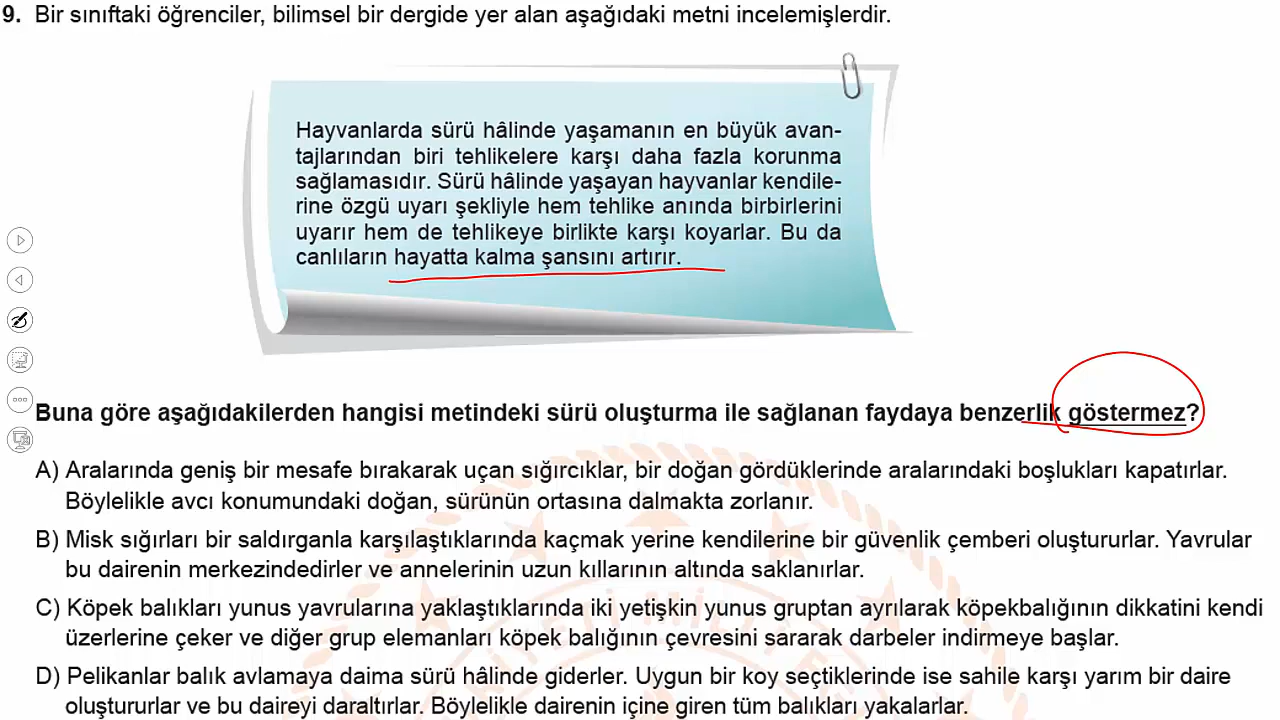 9. Bir sınıftaki öğrenciler, bilimsel bir dergide yer alan aşağıdaki metni incelemişlerdir.
Hayvanlarda sürü hâlinde yaşamanın en büyük avan-
tajlarından biri tehlikelere karşı daha fazla korunma
sağlamasıdır. Sürü hâlinde yaşayan hayvanlar kendile-
rine özgü uyarı şekliyle hem tehlike anında birbirlerini
uyarır hem de tehlikeye birlikte karşı koyarlar. Bu da
canlıların hayatta kalma şansını artırır.
Buna göre aşağıdakilerden hangisi metindeki sürü oluşturma ile sağlanan faydaya benzerlik göstermez?
A) Aralarında geniş bir mesafe bırakarak uçan sığırcıklar, bir doğan gördüklerinde aralarındaki boşlukları kapatırlar.
Böylelikle avcı konumundaki doğan, sürünün ortasına dalmakta zorlanır.
B) Misk sığırları bir saldırganla karşılaştıklarında kaçmak yerine kendilerine bir güvenlik çemberi oluştururlar. Yavrular
bu dairenin merkezindedirler ve annelerinin uzun kıllarının altında saklanırlar.
C) Köpek balıkları yunus yavrularına yaklaştıklarında iki yetişkin yunus gruptan ayrılarak köpekbalığının dikkatini kendi
üzerlerine çeker ve diğer grup elemanları köpek balığının çevresini sararak darbeler indirmeye başlar.
D) Pelikanlar balık avlamaya daima sürü hâlinde giderler. Uygun bir koy seçtiklerinde ise sahile karşı yarım bir daire
oluştururlar ve bu daireyi daraltırlar. Böylelikle dairenin içine giren tüm balıkları yakalarlar.